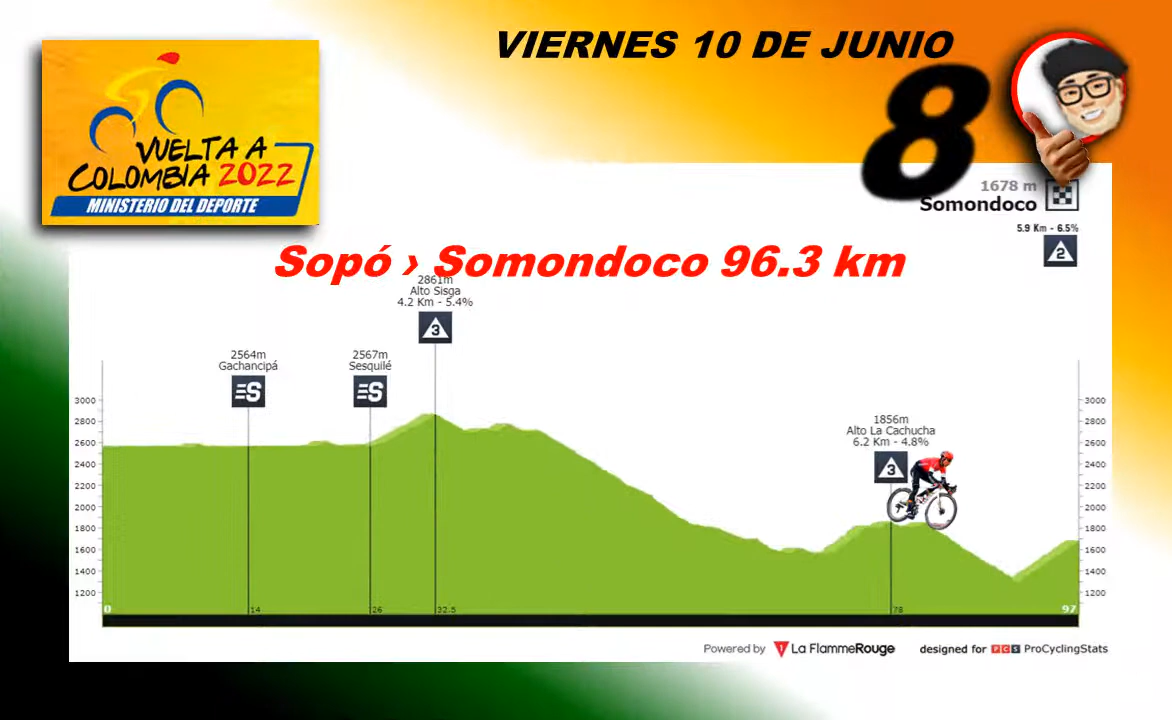 VIERNES 10 DE JUNIO
8
VUELTA A
COLOMBIA 2022
MINISTERIO DEL DEPORTE
1678 m
Somondoco
5.9 Km - 6.5%
2
Sopó › Somondoco 96.3 km
2861m
Alto Sisga
4.2 Km - 5.4%
3
2564m
Gachancipá
S
2567m
Sesquilé
S
1856m
Alto La Cachucha
6.2 Km - 4.8%
3
3000 3000
2800 2800
2600 2600
2400 2400
2200 2200
2000 2000
1800 1800
1600 1600
1400 1400
1200 1200
0 14 26 32.5 78 97
Powered by La FlammeRouge designed for PCS ProCyclingStats